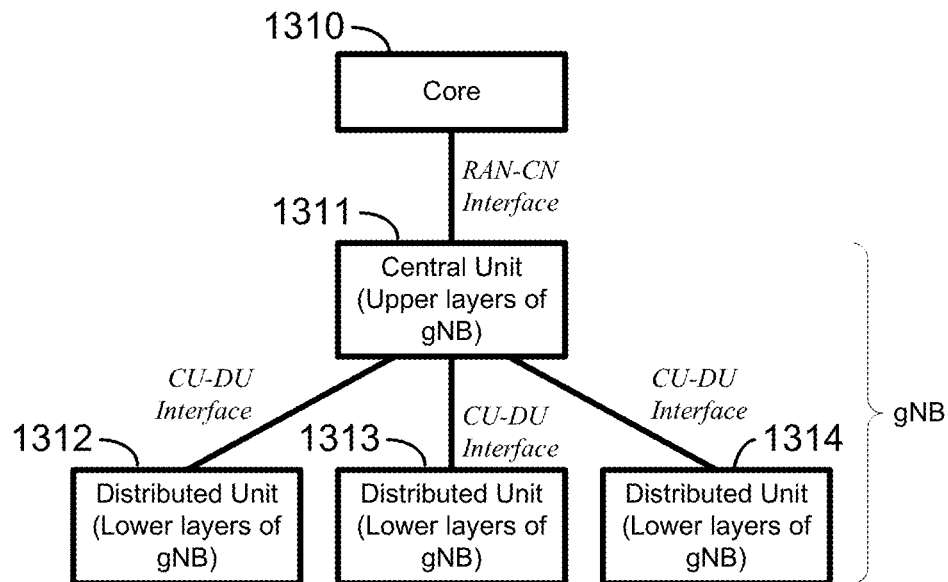 1310
Core
RAN-CN
Interface
1311
Central Unit
(Upper layers of
gNB)
CU-DU
Interface
CU-DU
Interface
CU-DU
Interface
gNB
1312
1313
1314
Distributed Unit
(Lower layers of
gNB)
Distributed Unit
(Lower layers of
gNB)
Distributed Unit
(Lower layers of
gNB)